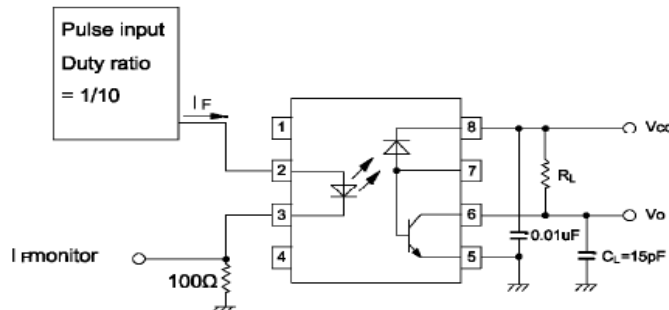 Pulse input
Duty ratio
= 1/10
IF
1
2
3
4
8
7
6
5
Vcc
RL
Vo
0.01uF
CL=15pF
IFmonitor
100Ω